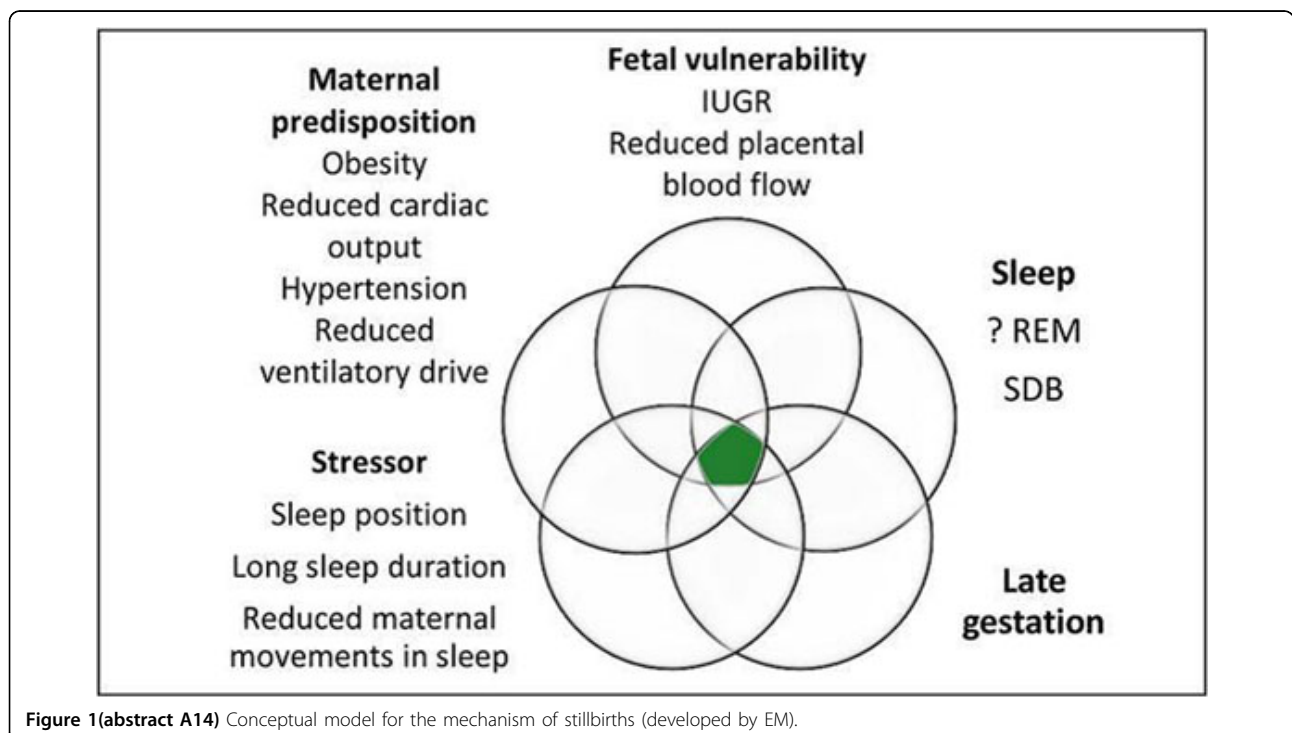 Maternal
predisposition
Obesity
Reduced cardiac
output
Hypertension
Reduced
ventilatory drive
Fetal vulnerability
IUGR
Reduced placental
blood flow
Sleep
? REM
SDB
Stressor
Sleep position
Long sleep duration
Reduced maternal
movements in sleep
Late
gestation
Figure 1(abstract A14) Conceptual model for the mechanism of stillbirths (developed by EM).